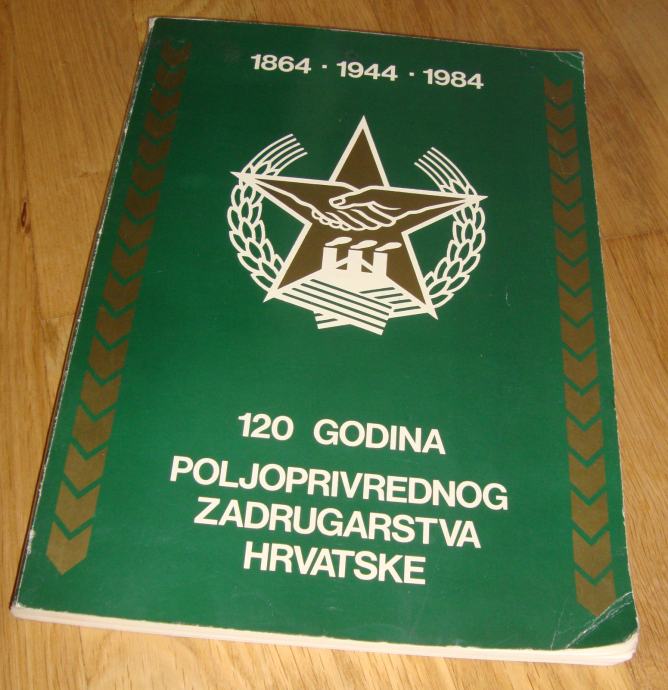 1864 · 1944 · 1984
120 GODINA
POLJOPRIVREDNOG
ZADRUGARSTVA
HRVATSKE